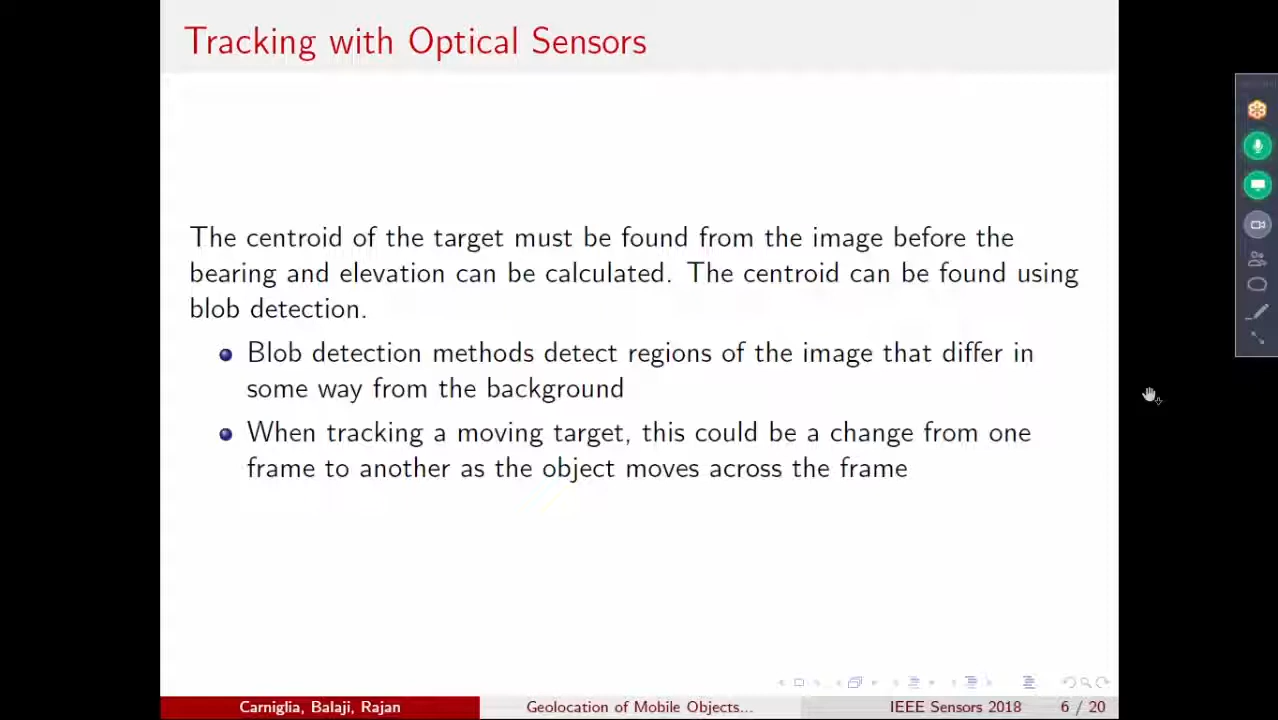 Tracking with Optical Sensors
The centroid of the target must be found from the image before the
bearing and elevation can be calculated. The centroid can be found using
blob detection.
Blob detection methods detect regions of the image that differ in
some way from the background
When tracking a moving target, this could be a change from one
frame to another as the object moves across the frame
Carniglia, Balaji, Rajan
Geolocation of Mobile Objects...
IEEE Sensors 2018
6 / 20